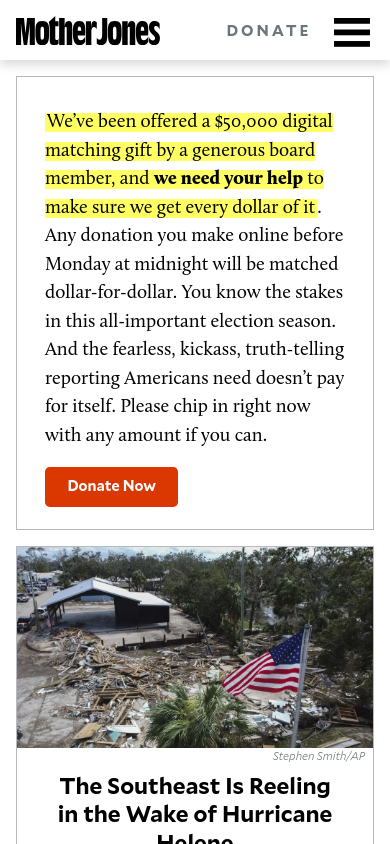 Mother Jones
DONATE
We've been offered a $50,000 digital
matching gift by a generous board
member, and we need your help to
make sure we get every dollar of it.
Any donation you make online before
Monday at midnight will be matched
dollar-for-dollar. You know the stakes
in this all-important election season.
And the fearless, kickass, truth-telling
reporting Americans need doesn't pay
for itself. Please chip in right now
with any amount if you can.
Donate Now
Stephen Smith/AP
The Southeast Is Reeling
in the Wake of Hurricane
Helene